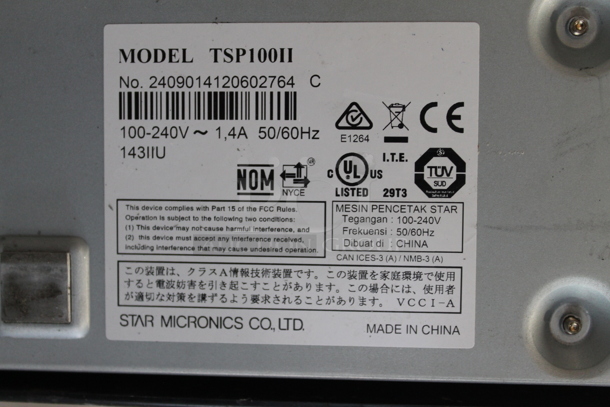 MODEL TSP100II
No. 2409014120602764 C
100-240V ~ 1,4A 50/60Hz
143IIU
E1264
NOM
NYCE
C UL US
LISTED
I.T.E.
29T3
TÜV
SÜD
This device complies with Part 15 of the FCC Rules.
Operation is subject to the following two conditions:
(1) This device may not cause harmful interference, and
(2) this device must accept any interference received,
including interference that may cause undesired operation.
MESIN PENCETAK STAR
Tegangan : 100-240V
Frekuensi : 50/60Hz
Dibuat di : CHINA
CAN ICES-3 (A) / NMB-3 (A)
この装置は、クラスA情報技術装置です。この装置を家庭環境で使用
すると電波妨害を引き起こすことがあります。この場合には、使用者
が適切な対策を講ずるよう要求されることがあります。 VCCI-A
STAR MICRONICS CO., LTD.
MADE IN CHINA